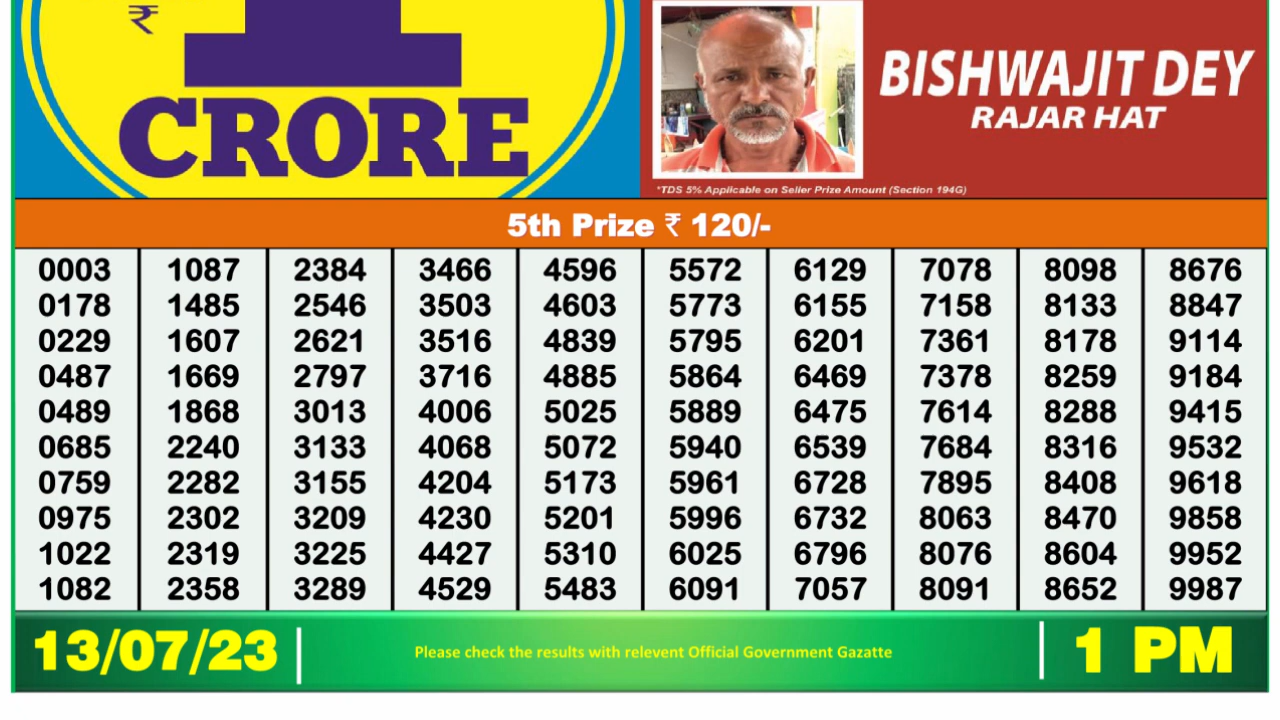 ₹
1
CRORE
BISHWAJIT DEY
RAJAR HAT
*TDS 5% Applicable on Seller Prize Amount (Section 194G)
5th Prize ₹ 120/-
0003 1087 2384 3466 4596 5572 6129 7078 8098 8676
0178 1485 2546 3503 4603 5773 6155 7158 8133 8847
0229 1607 2621 3516 4839 5795 6201 7361 8178 9114
0487 1669 2797 3716 4885 5864 6469 7378 8259 9184
0489 1868 3013 4006 5025 5889 6475 7614 8288 9415
0685 2240 3133 4068 5072 5940 6539 7684 8316 9532
0759 2282 3155 4204 5173 5961 6728 7895 8408 9618
0975 2302 3209 4230 5201 5996 6732 8063 8470 9858
1022 2319 3225 4427 5310 6025 6796 8076 8604 9952
1082 2358 3289 4529 5483 6091 7057 8091 8652 9987
13/07/23
Please check the results with relevent Official Government Gazatte
1 PM